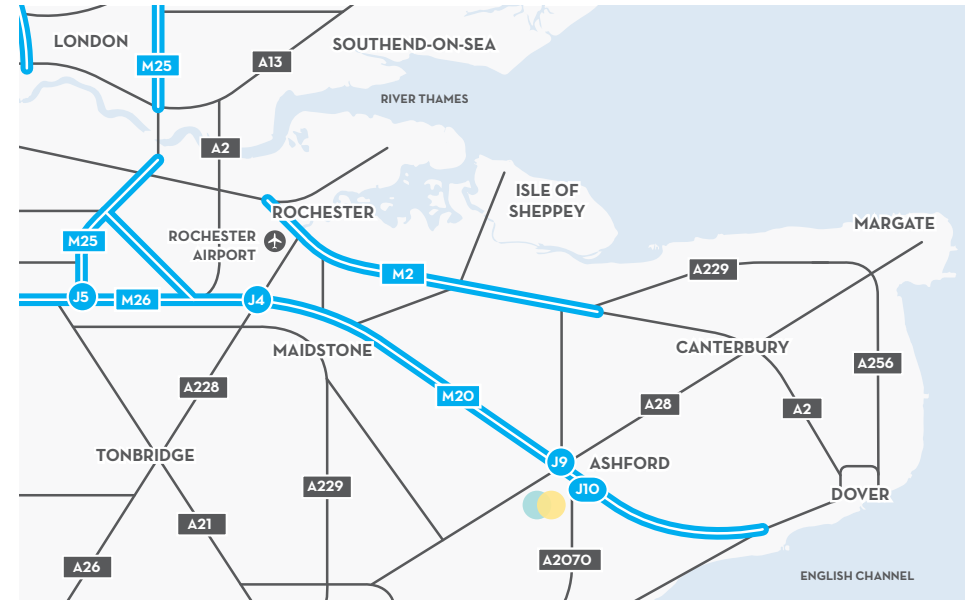 LONDON
SOUTHEND-ON-SEA
M25
A13
RIVER THAMES
A2
ISLE OF
SHEPPEY
ROCHESTER
MARGATE
ROCHESTER
AIRPORT
M25
M2
A229
J5
M26
J4
MAIDSTONE
CANTERBURY
A256
A228
M20
A28
A2
TONBRIDGE
J9
ASHFORD
A229
J10
DOVER
A21
A26
A2070
ENGLISH CHANNEL